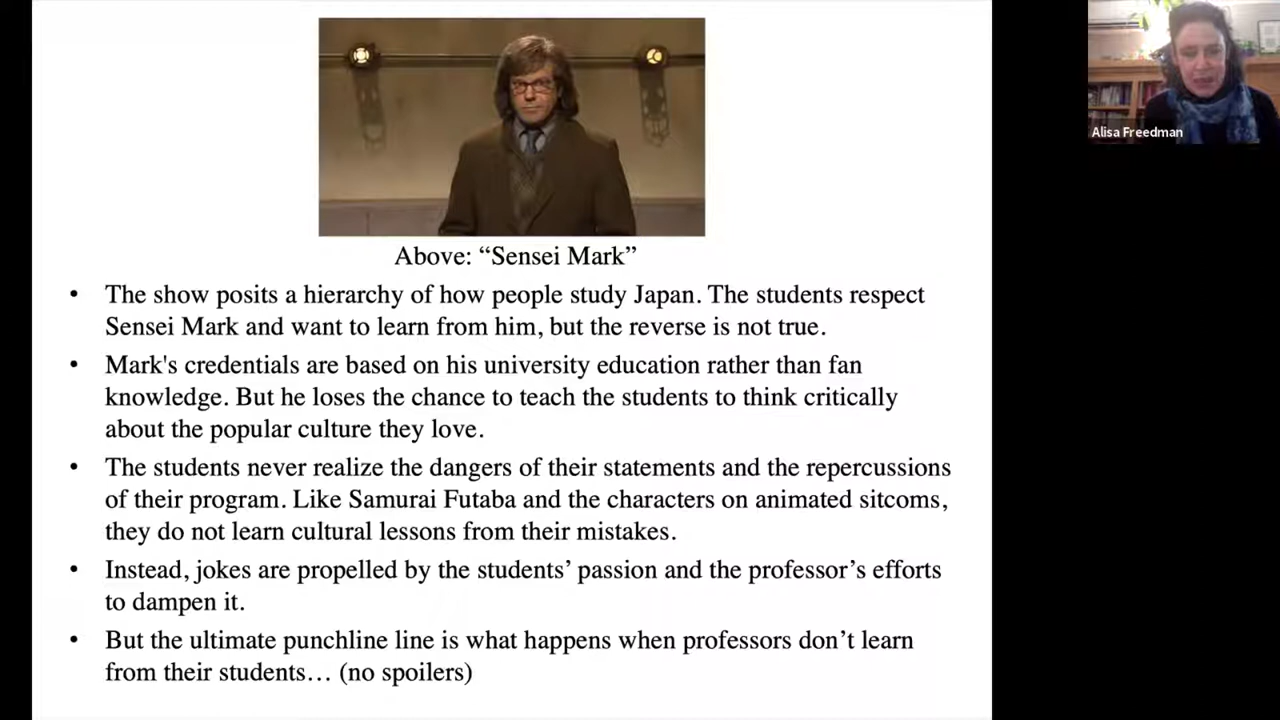 Above: “Sensei Mark”
• The show posits a hierarchy of how people study Japan. The students respect
Sensei Mark and want to learn from him, but the reverse is not true.
• Mark's credentials are based on his university education rather than fan
knowledge. But he loses the chance to teach the students to think critically
about the popular culture they love.
• The students never realize the dangers of their statements and the repercussions
of their program. Like Samurai Futaba and the characters on animated sitcoms,
they do not learn cultural lessons from their mistakes.
• Instead, jokes are propelled by the students’ passion and the professor’s efforts
to dampen it.
• But the ultimate punchline line is what happens when professors don’t learn
from their students… (no spoilers)
Alisa Freedman